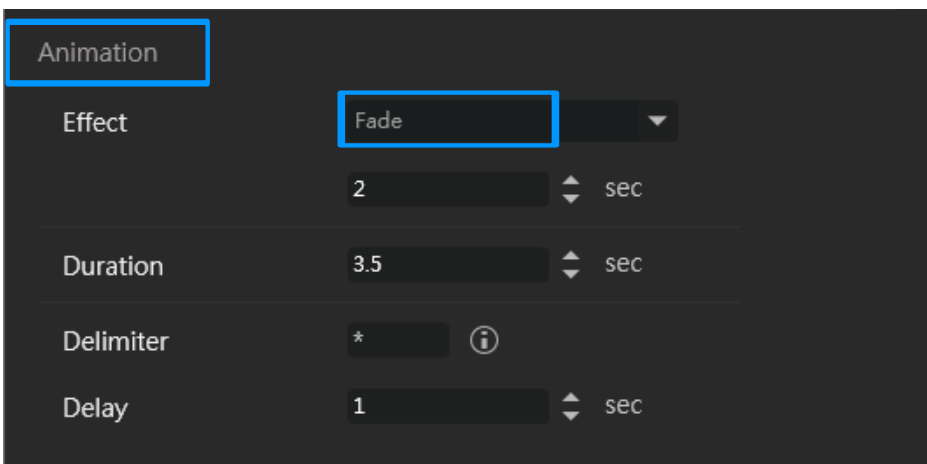 Animation
Effect Fade
2 sec
Duration 3.5 sec
Delimiter *
Delay 1 sec